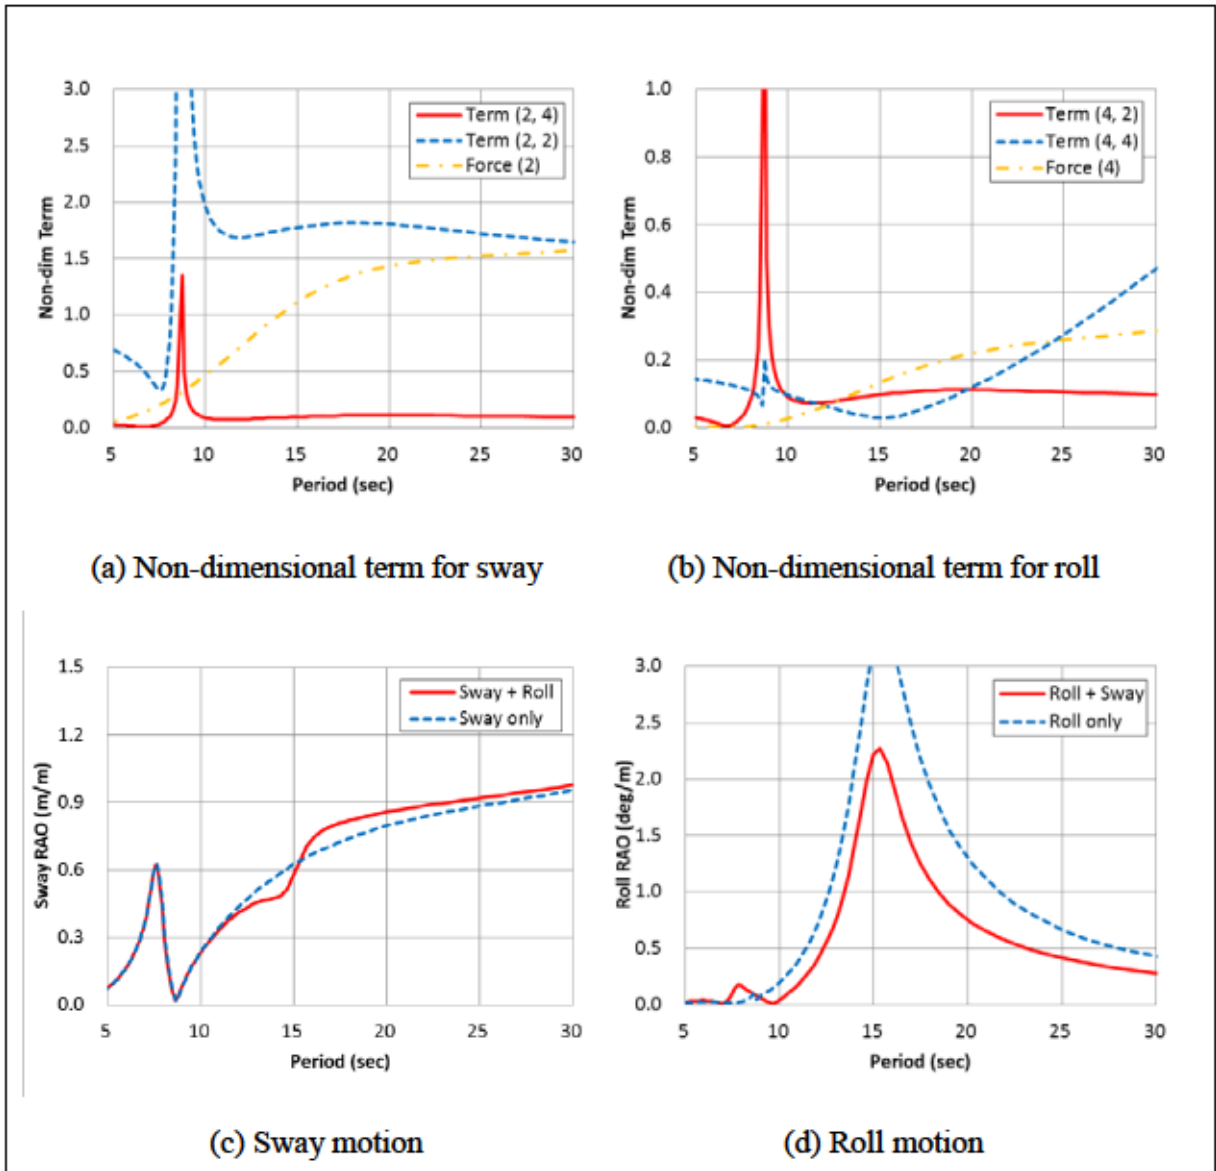 3.0
2.5
2.0
1.5
1.0
0.5
0.0
Non-dim Term
Term (2, 4)
Term (2, 2)
Force (2)
5 10 15 20 25 30
Period (sec)
(a) Non-dimensional term for sway
1.0
0.8
0.6
0.4
0.2
0.0
Non-dim Term
Term (4, 2)
Term (4, 4)
Force (4)
5 10 15 20 25 30
Period (sec)
(b) Non-dimensional term for roll
1.5
1.2
0.9
0.6
0.3
0.0
Sway RAO (m/m)
Sway + Roll
Sway only
5 10 15 20 25 30
Period (sec)
(c) Sway motion
3.0
2.5
2.0
1.5
1.0
0.5
0.0
Roll RAO (deg/m)
Roll + Sway
Roll only
5 10 15 20 25 30
Period (sec)
(d) Roll motion